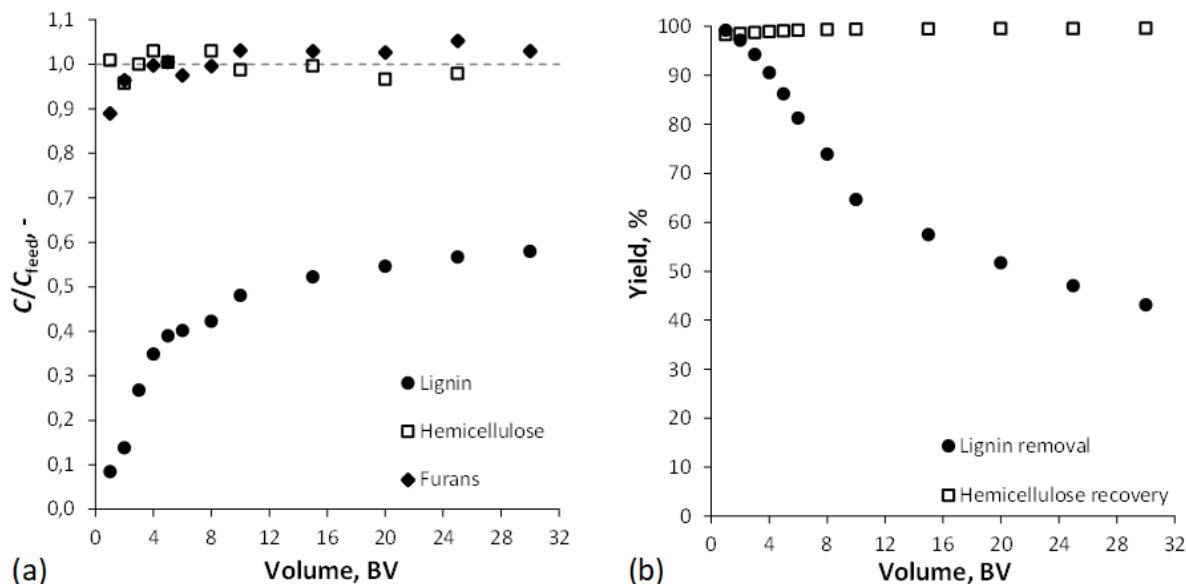 1,1
1,0
0,9
0,8
0,7
0,6
0,5
0,4
0,3
0,2
0,1
0,0
C/Cfeed, -
Lignin
Hemicellulose
Furans
0 4 8 12 16 20 24 28 32
Volume, BV
(a)
100
90
80
70
60
50
40
30
20
10
0
Yield, %
Lignin removal
Hemicellulose recovery
0 4 8 12 16 20 24 28 32
Volume, BV
(b)